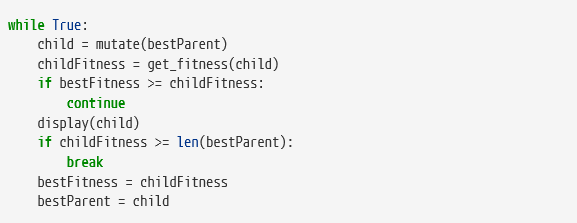 while True:
    child = mutate(bestParent)
    childFitness = get_fitness(child)
    if bestFitness >= childFitness:
        continue
    display(child)
    if childFitness >= len(bestParent):
        break
    bestFitness = childFitness
    bestParent = child